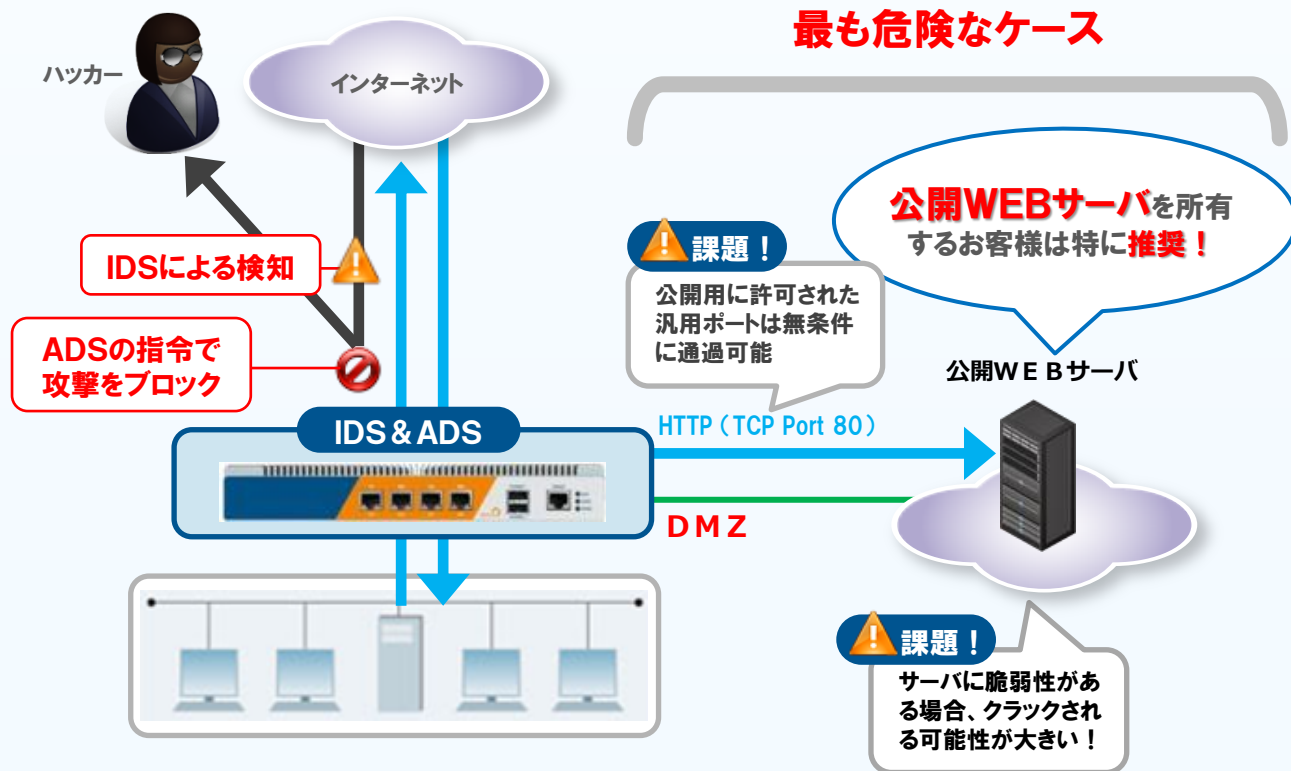 最も危険なケース
ハッカー
インターネット
公開WEBサーバを所有
するお客様は特に推奨！
課題！
公開用に許可された
汎用ポートは無条件
に通過可能
IDSによる検知
ADSの指令で
攻撃をブロック
公開ＷＥＢサーバ
IDS＆ADS
HTTP（TCP Port 80）
ＤＭＺ
課題！
サーバに脆弱性があ
る場合、クラックされ
る可能性が大きい！